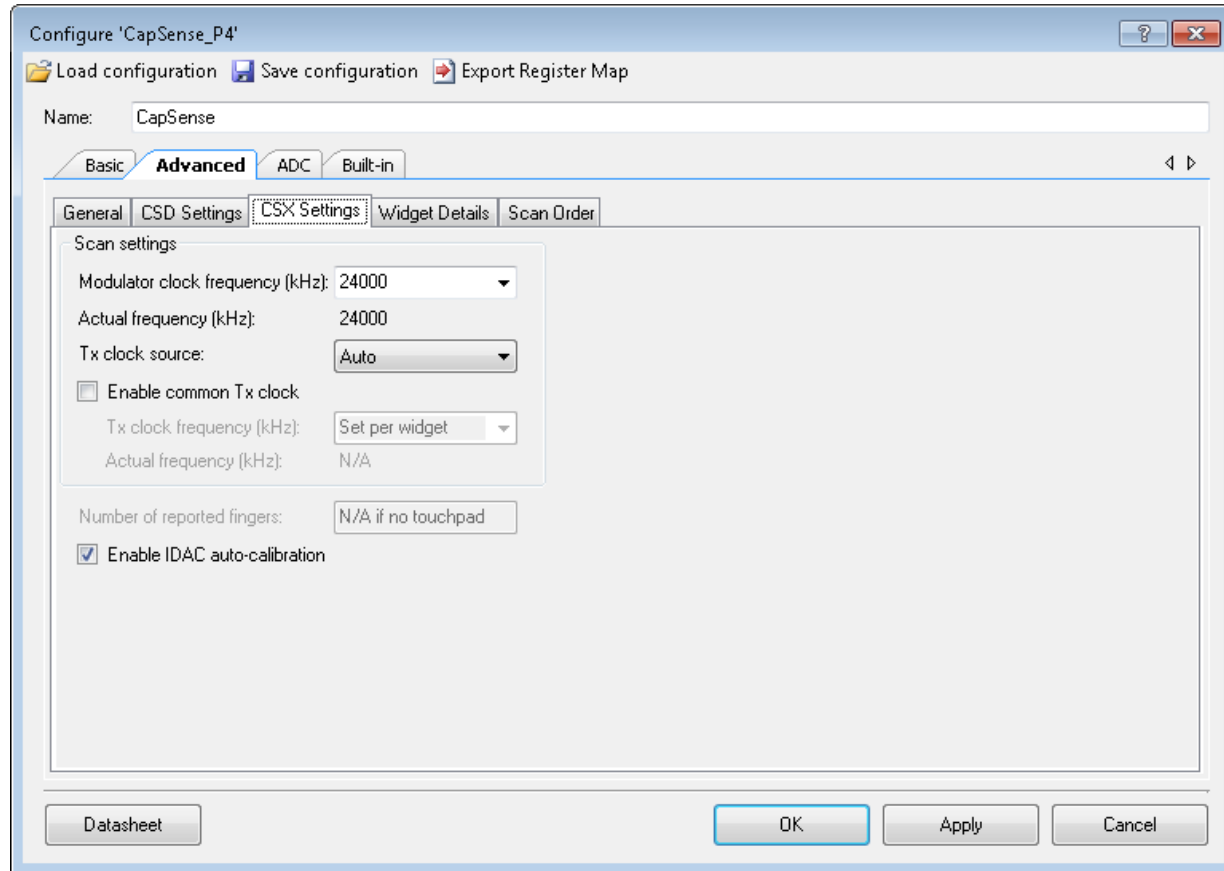 Configure 'CapSense_P4'
Load configuration Save configuration Export Register Map
Name: CapSense
Basic Advanced ADC Built-in
General CSD Settings CSX Settings Widget Details Scan Order
Scan settings
Modulator clock frequency (kHz): 24000
Actual frequency (kHz): 24000
Tx clock source: Auto
Enable common Tx clock
Tx clock frequency (kHz): Set per widget
Actual frequency (kHz): N/A
Number of reported fingers: N/A if no touchpad
Enable IDAC auto-calibration
Datasheet OK Apply Cancel